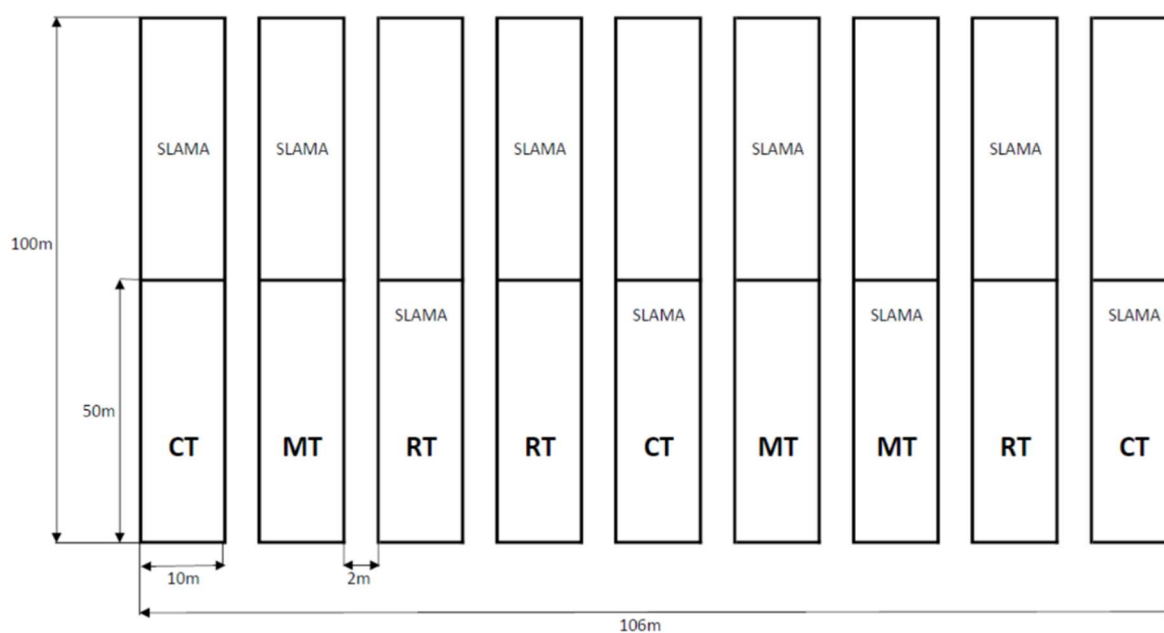 SLAMA SLAMA SLAMA SLAMA SLAMA
100m
SLAMA SLAMA SLAMA SLAMA
50m
CT MT RT RT CT MT MT RT CT
10m 2m
106m